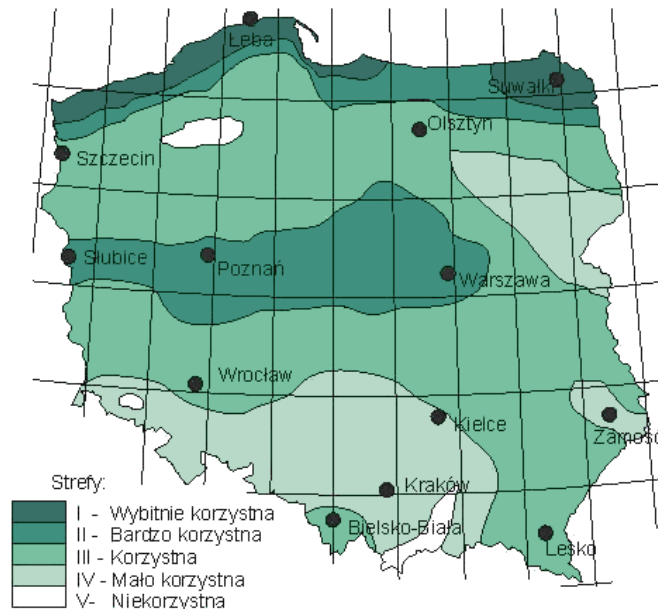 Łeba
Suwałki
Olsztyn
Szczecin
Słubice
Poznań
Warszawa
Wrocław
Kielce
Zamość
Kraków
Bielsko-Biała
Lesko
Strefy:
I - Wybitnie korzystna
II - Bardzo korzystna
III - Korzystna
IV - Mało korzystna
V- Niekorzystna